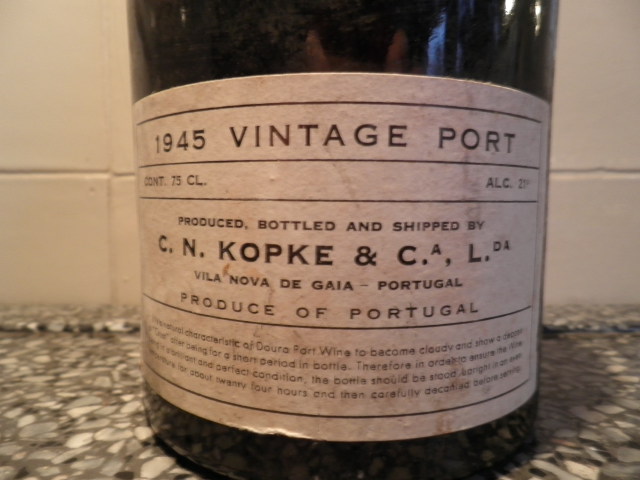 1945 VINTAGE PORT
CONT. 75 CL. ALC. 21°
PRODUCED, BOTTLED AND SHIPPED BY
C. N. KOPKE & C.A, L.DA
VILA NOVA DE GAIA - PORTUGAL
PRODUCE OF PORTUGAL
natural characteristic of Douro Port Wine to become cloudy and show a deposit
after being for a short period in bottle. Therefore in order to ensure the Wine
brilliant and perfect condition, the bottle should be stood upright in an even
for about twenty four hours and then carefully decanted before serving.